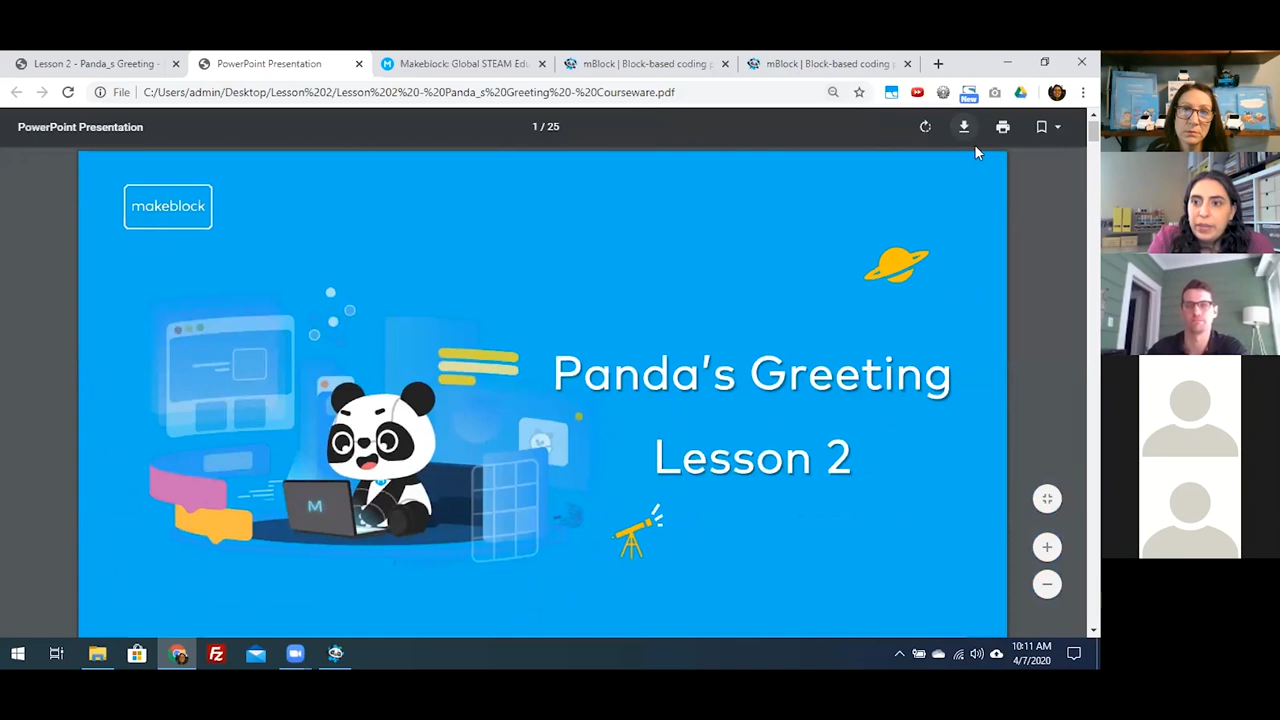 Lesson 2 - Panda_s Greeting -
PowerPoint Presentation
Makeblock: Global STEAM Edu
mBlock | Block-based coding p
mBlock | Block-based coding p
File
C:/Users/admin/Desktop/Lesson%202/Lesson%202%20-%20Panda_s%20Greeting%20-%20Courseware.pdf
New
PowerPoint Presentation
1 / 25
makeblock
Panda's Greeting
Lesson 2
M
10:11 AM
4/7/2020